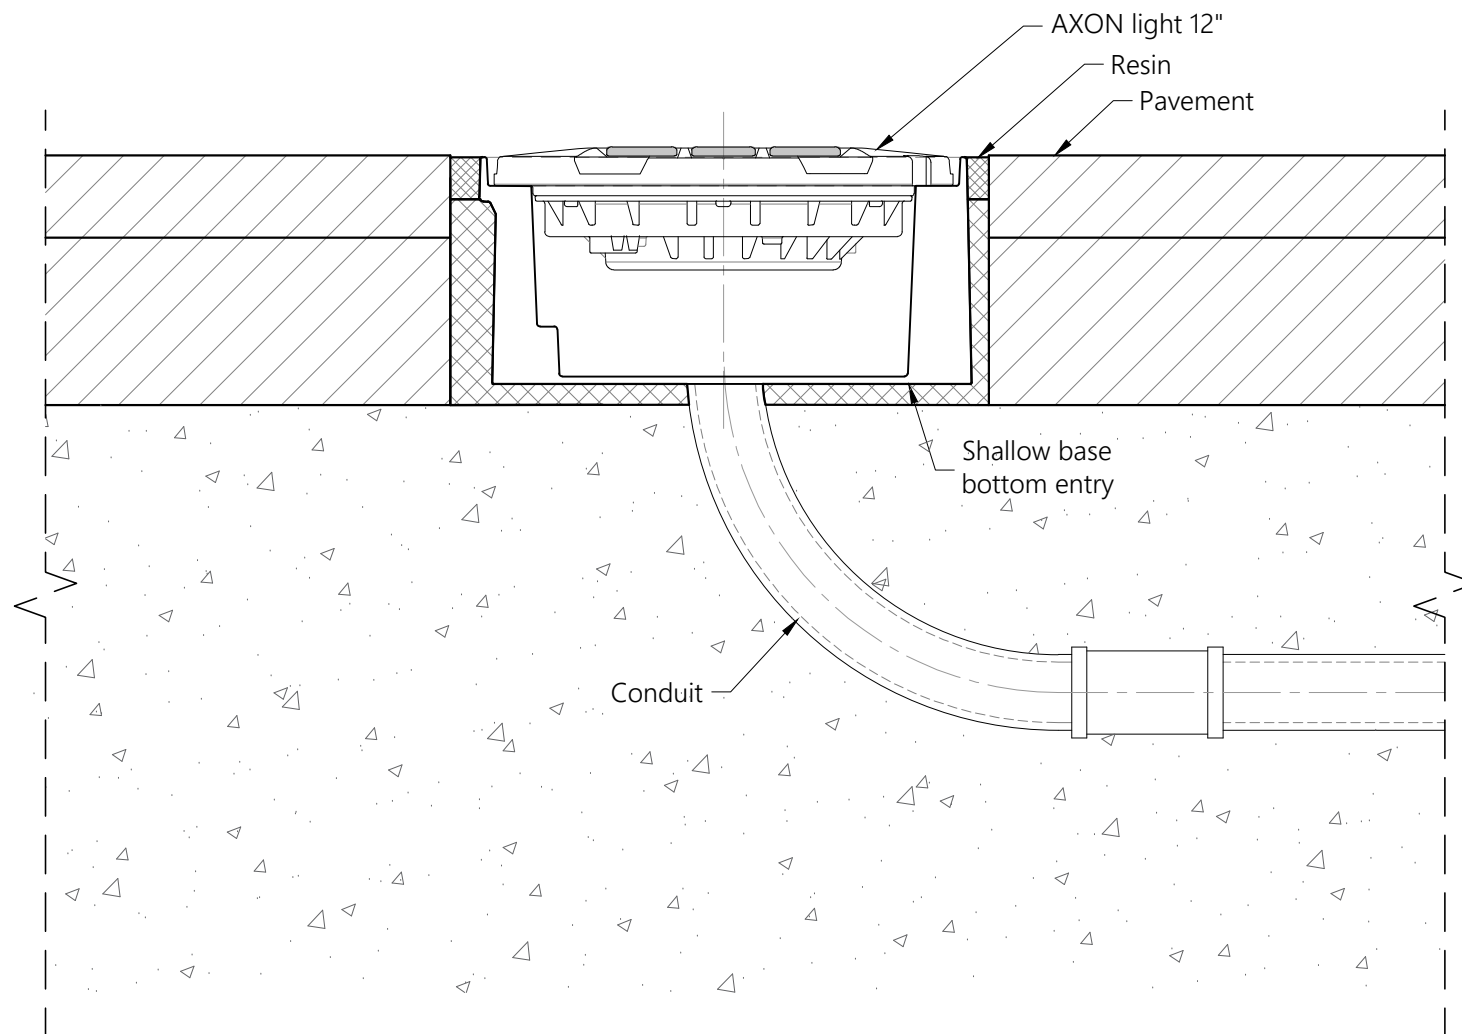 AXON light 12"
Resin
Pavement
Shallow base
bottom entry
Conduit